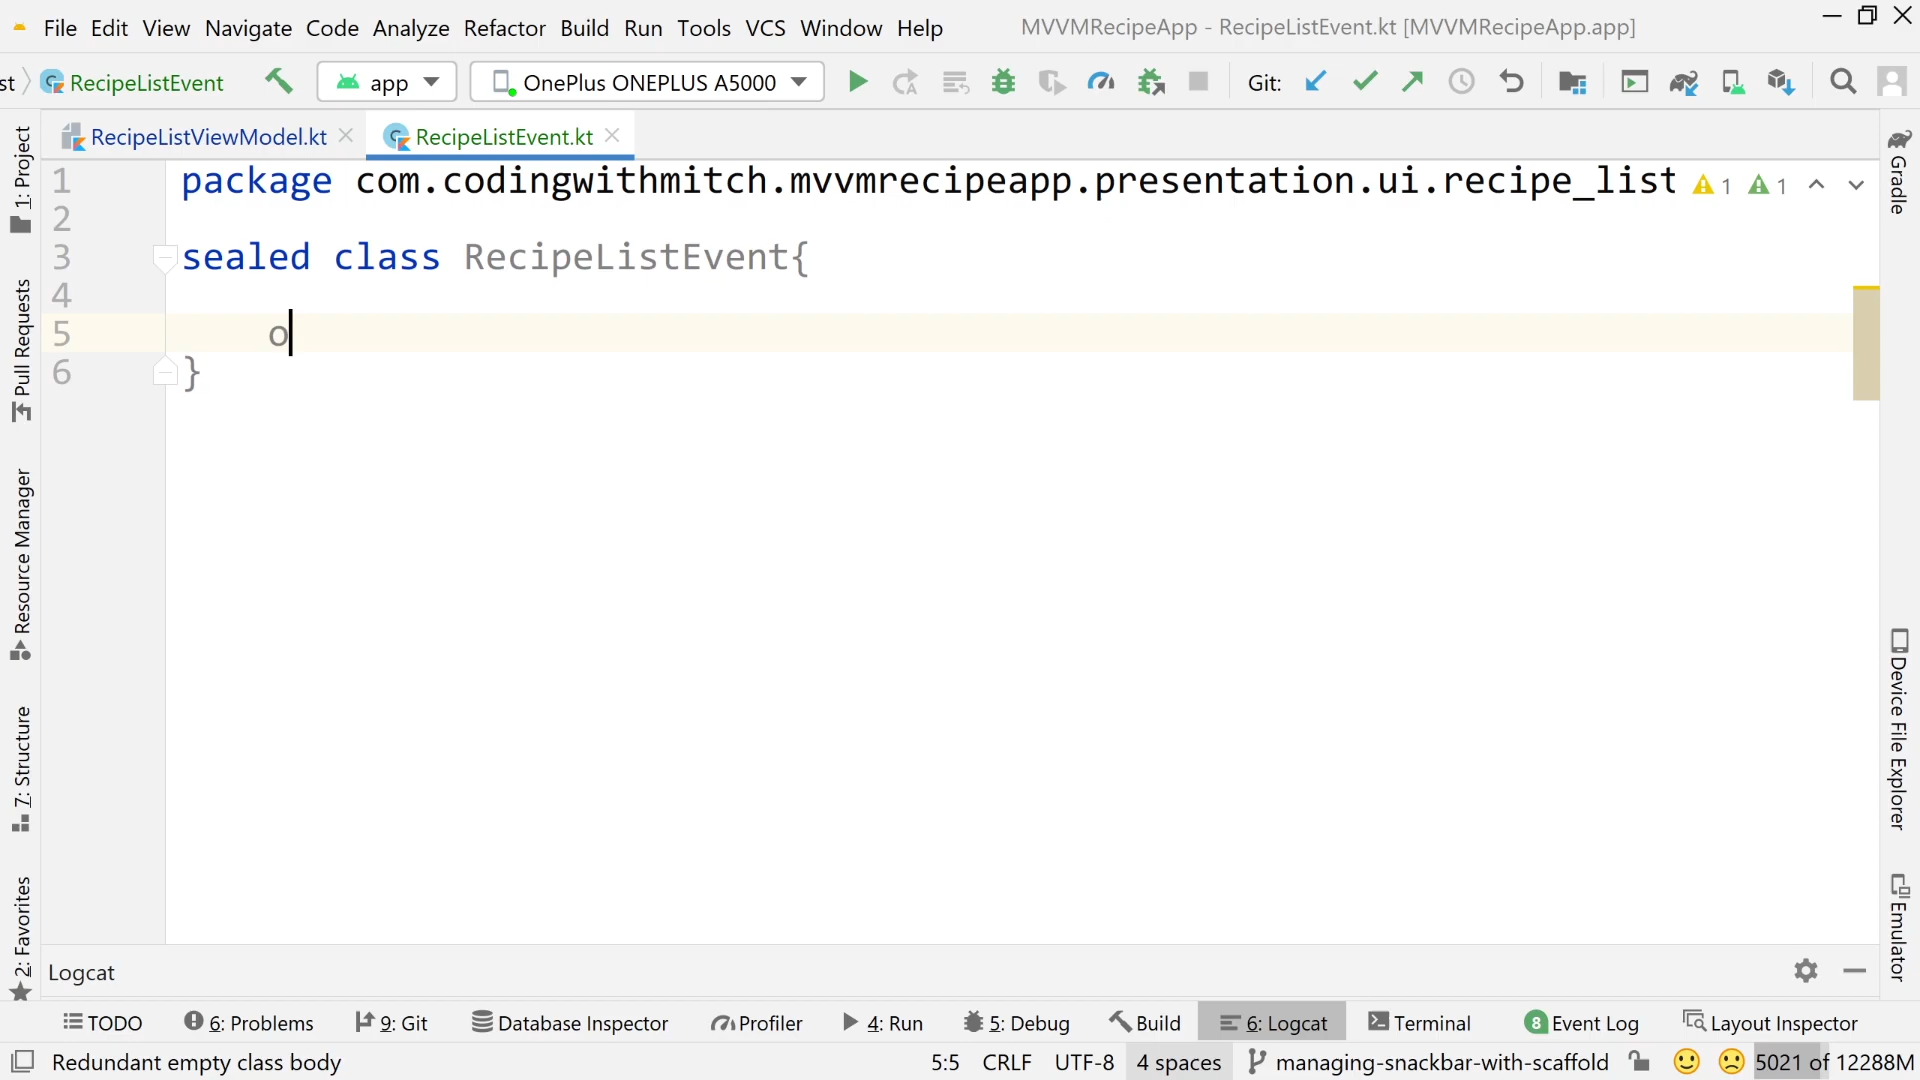 File Edit View Navigate Code Analyze Refactor Build Run Tools VCS Window Help MVVMRecipeApp - RecipeListEvent.kt [MVVMRecipeApp.app]
st RecipeListEvent app OnePlus ONEPLUS A5000 Git:
RecipeListViewModel.kt RecipeListEvent.kt
1 package com.codingwithmitch.mvvmrecipeapp.presentation.ui.recipe_list 1 1
2
3 sealed class RecipeListEvent{
4
5 o
6 }
1: Project
Pull Requests
Resource Manager
7: Structure
2: Favorites
Gradle
Device File Explorer
Emulator
Logcat
TODO 6: Problems 9: Git Database Inspector Profiler 4: Run 5: Debug Build 6: Logcat Terminal 8 Event Log Layout Inspector
Redundant empty class body 5:5 CRLF UTF-8 4 spaces managing-snackbar-with-scaffold 5021 of 12288M